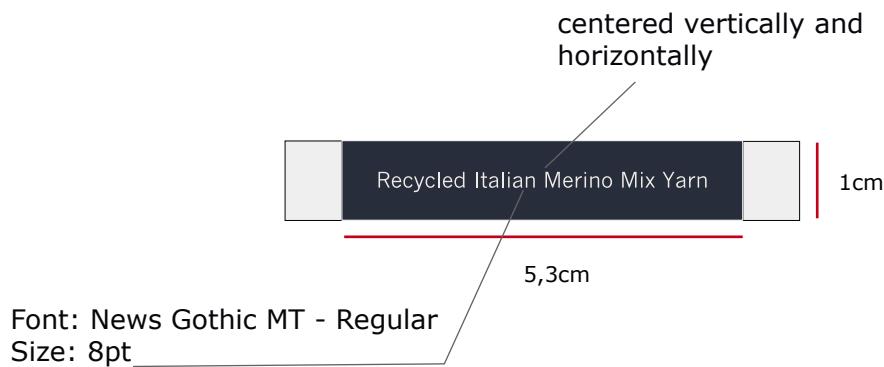 centered vertically and
horizontally
Recycled Italian Merino Mix Yarn
1cm
5,3cm
Font: News Gothic MT - Regular
Size: 8pt